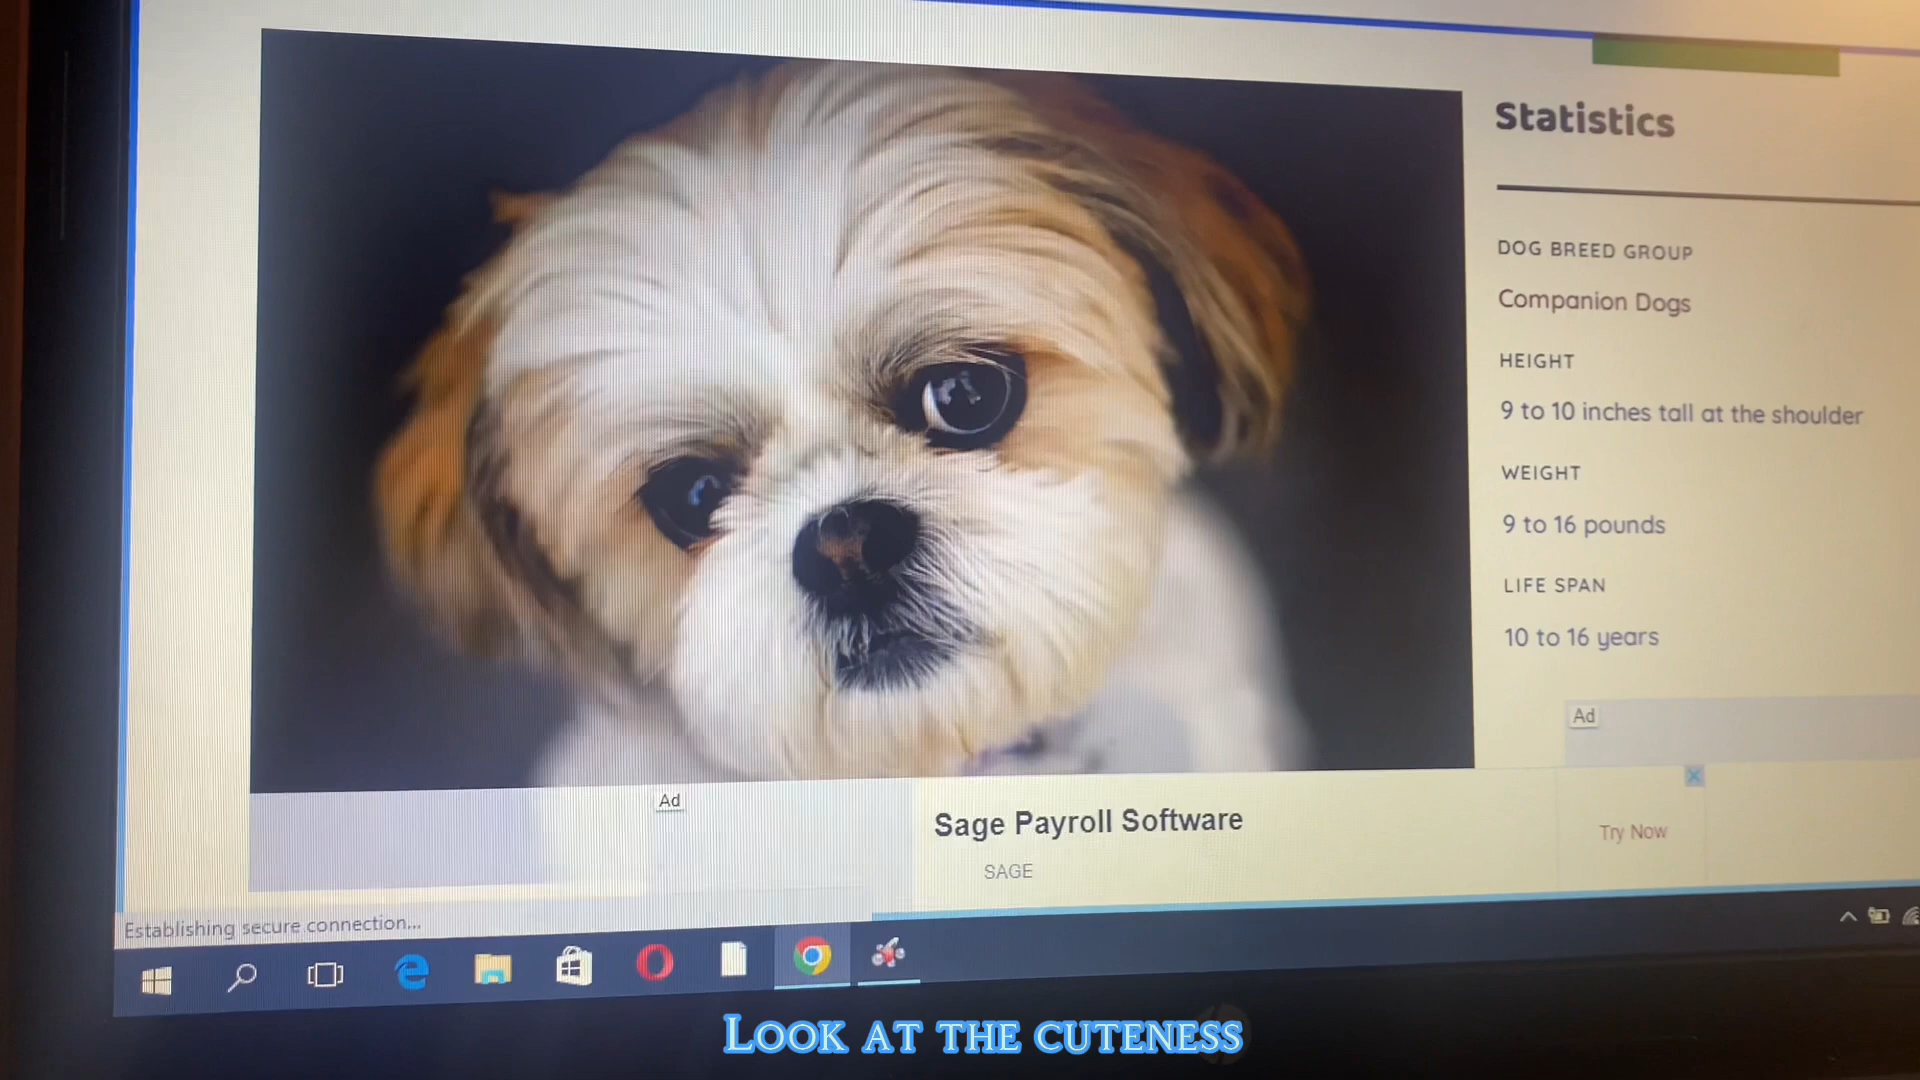 Statistics
DOG BREED GROUP
Companion Dogs
HEIGHT
9 to 10 inches tall at the shoulder
WEIGHT
9 to 16 pounds
LIFE SPAN
10 to 16 years
Ad
Ad
Sage Payroll Software
SAGE
Try Now
Establishing secure connection...
LOOK AT THE CUTENESS